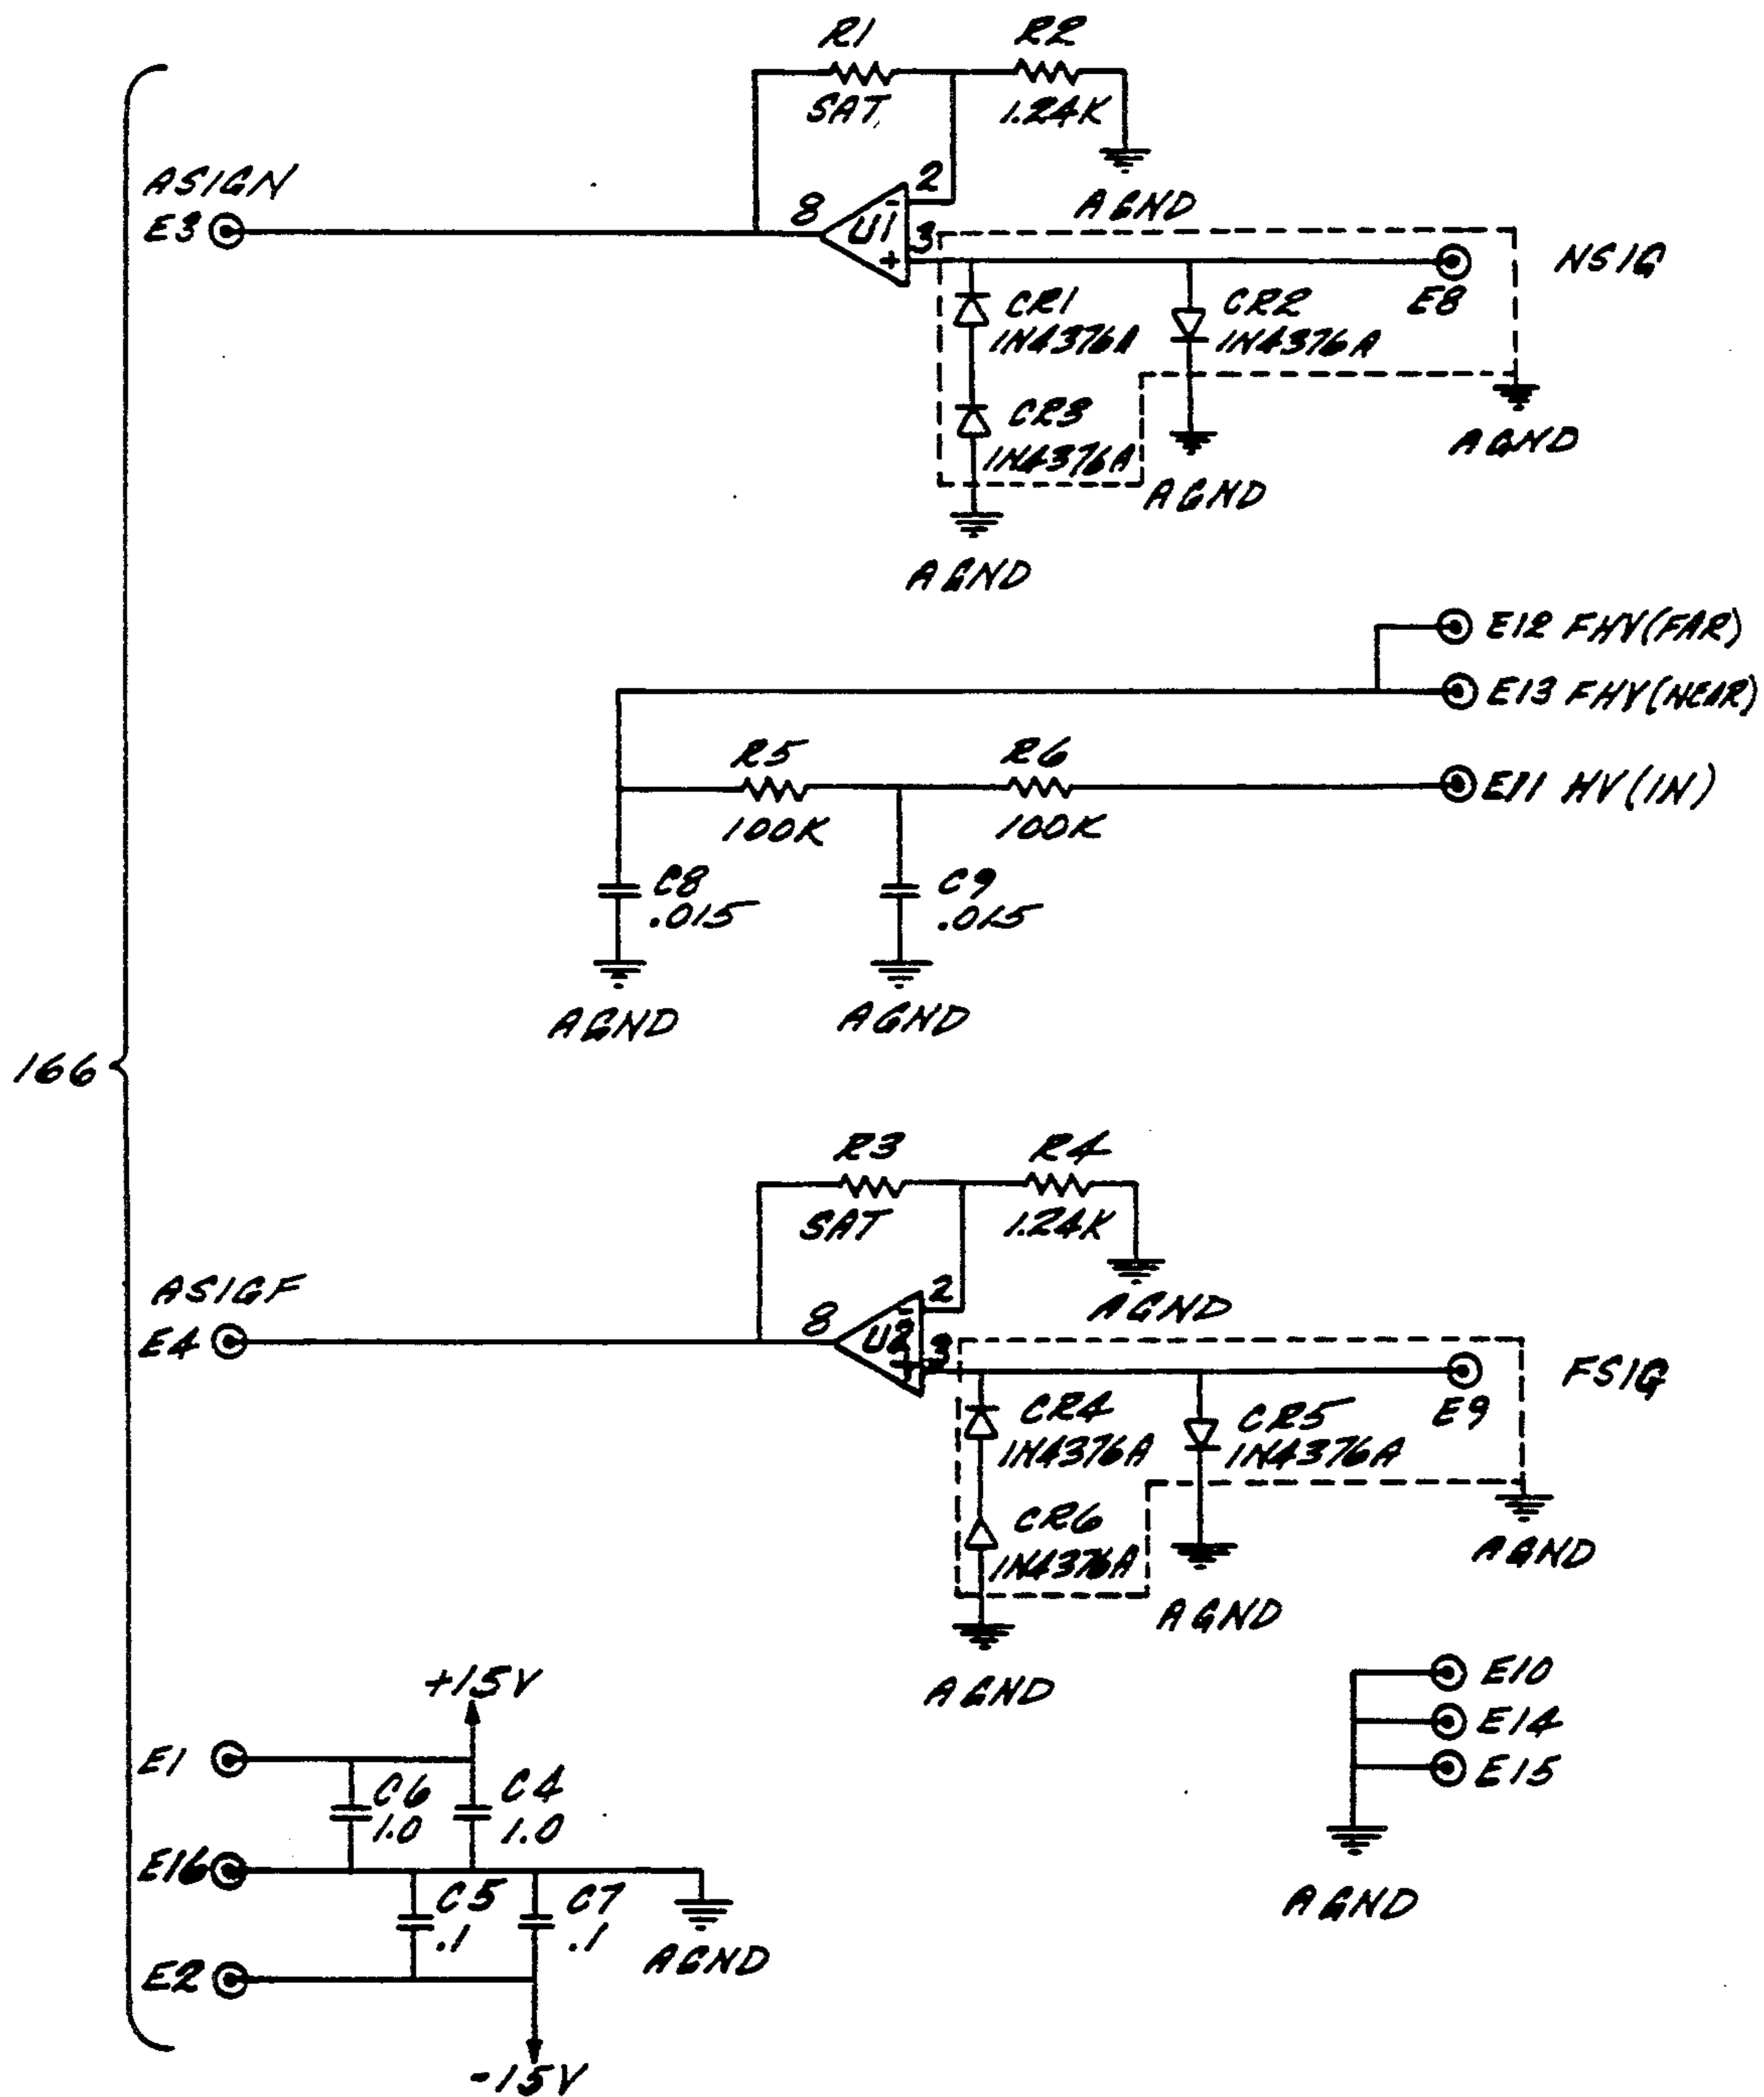 R1
R2
SAT
1.24K
ASIGN
E3
8
U1
-
2
3
+
AGND
NSIG
E8
CR1
1N4376A
CR2
1N4376A
CR3
1N4376A
AGND
AGND
AGND
E12 FHV(FAR)
E13 FHV(NEAR)
R5
R6
E11 HV(IN)
100K
100K
C8
.015
C9
.015
AGND
AGND
166
R3
R4
SAT
1.24K
ASIGF
E4
8
U2
-
2
3
+
AGND
FSIG
E9
CR4
1N4376A
CR5
1N4376A
CR6
1N4376A
AGND
AGND
AGND
+15V
E1
C6
1.0
C4
1.0
E16
C5
.1
C7
.1
AGND
E2
-15V
E10
E14
E15
AGND